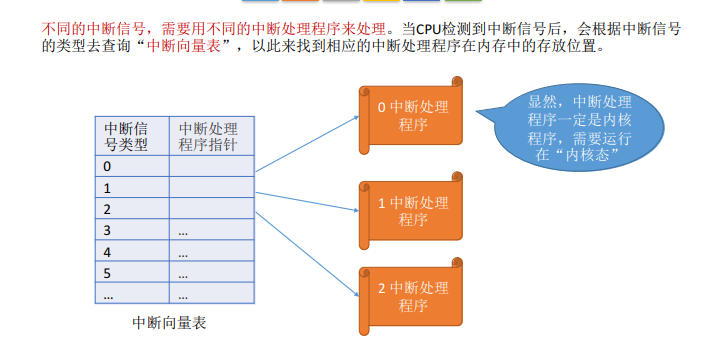 不同的中断信号，需要用不同的中断处理程序来处理。当CPU检测到中断信号后，会根据中断信号
的类型去查询“中断向量表”，以此来找到相应的中断处理程序在内存中的存放位置。
中断信
号类型
中断处理
程序指针
0
1
2
3
...
4
...
5
...
...
...
中断向量表
0 中断处理
程序
1 中断处理
程序
2 中断处理
程序
显然，中断处理
程序一定是内核
程序，需要运行
在“内核态”